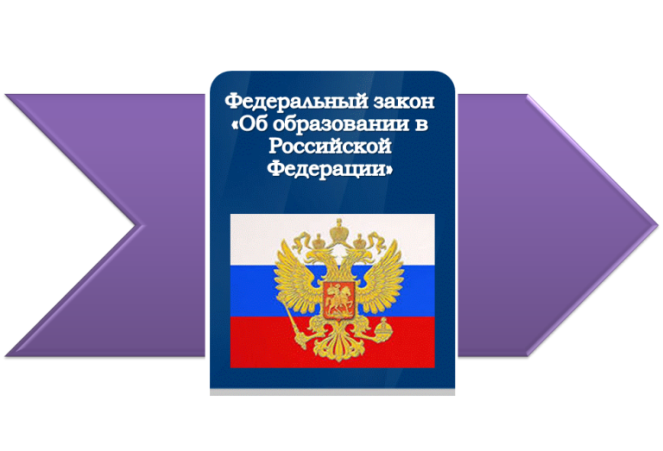 Федеральный закон
«Об образовании в
Российской
Федерации»